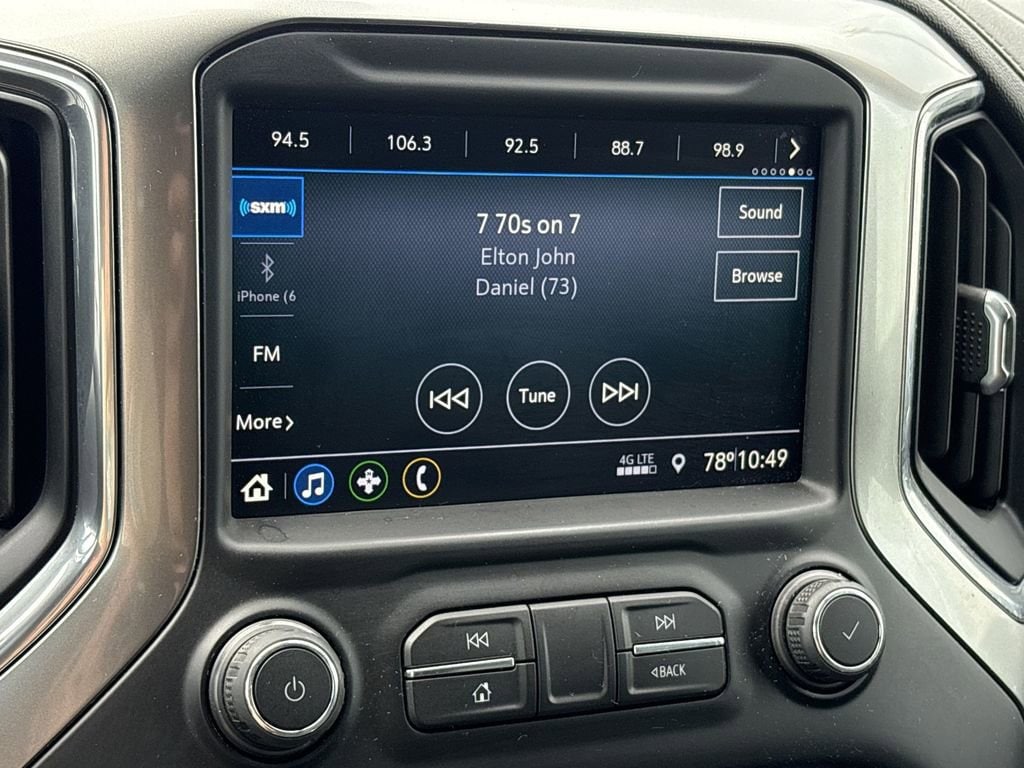 94.5 106.3 92.5 88.7 98.9
sxm
7 70s on 7
Sound
Elton John
Daniel (73)
Browse
iPhone (6
FM
Tune
More
4G LTE
78° 10:49
BACK